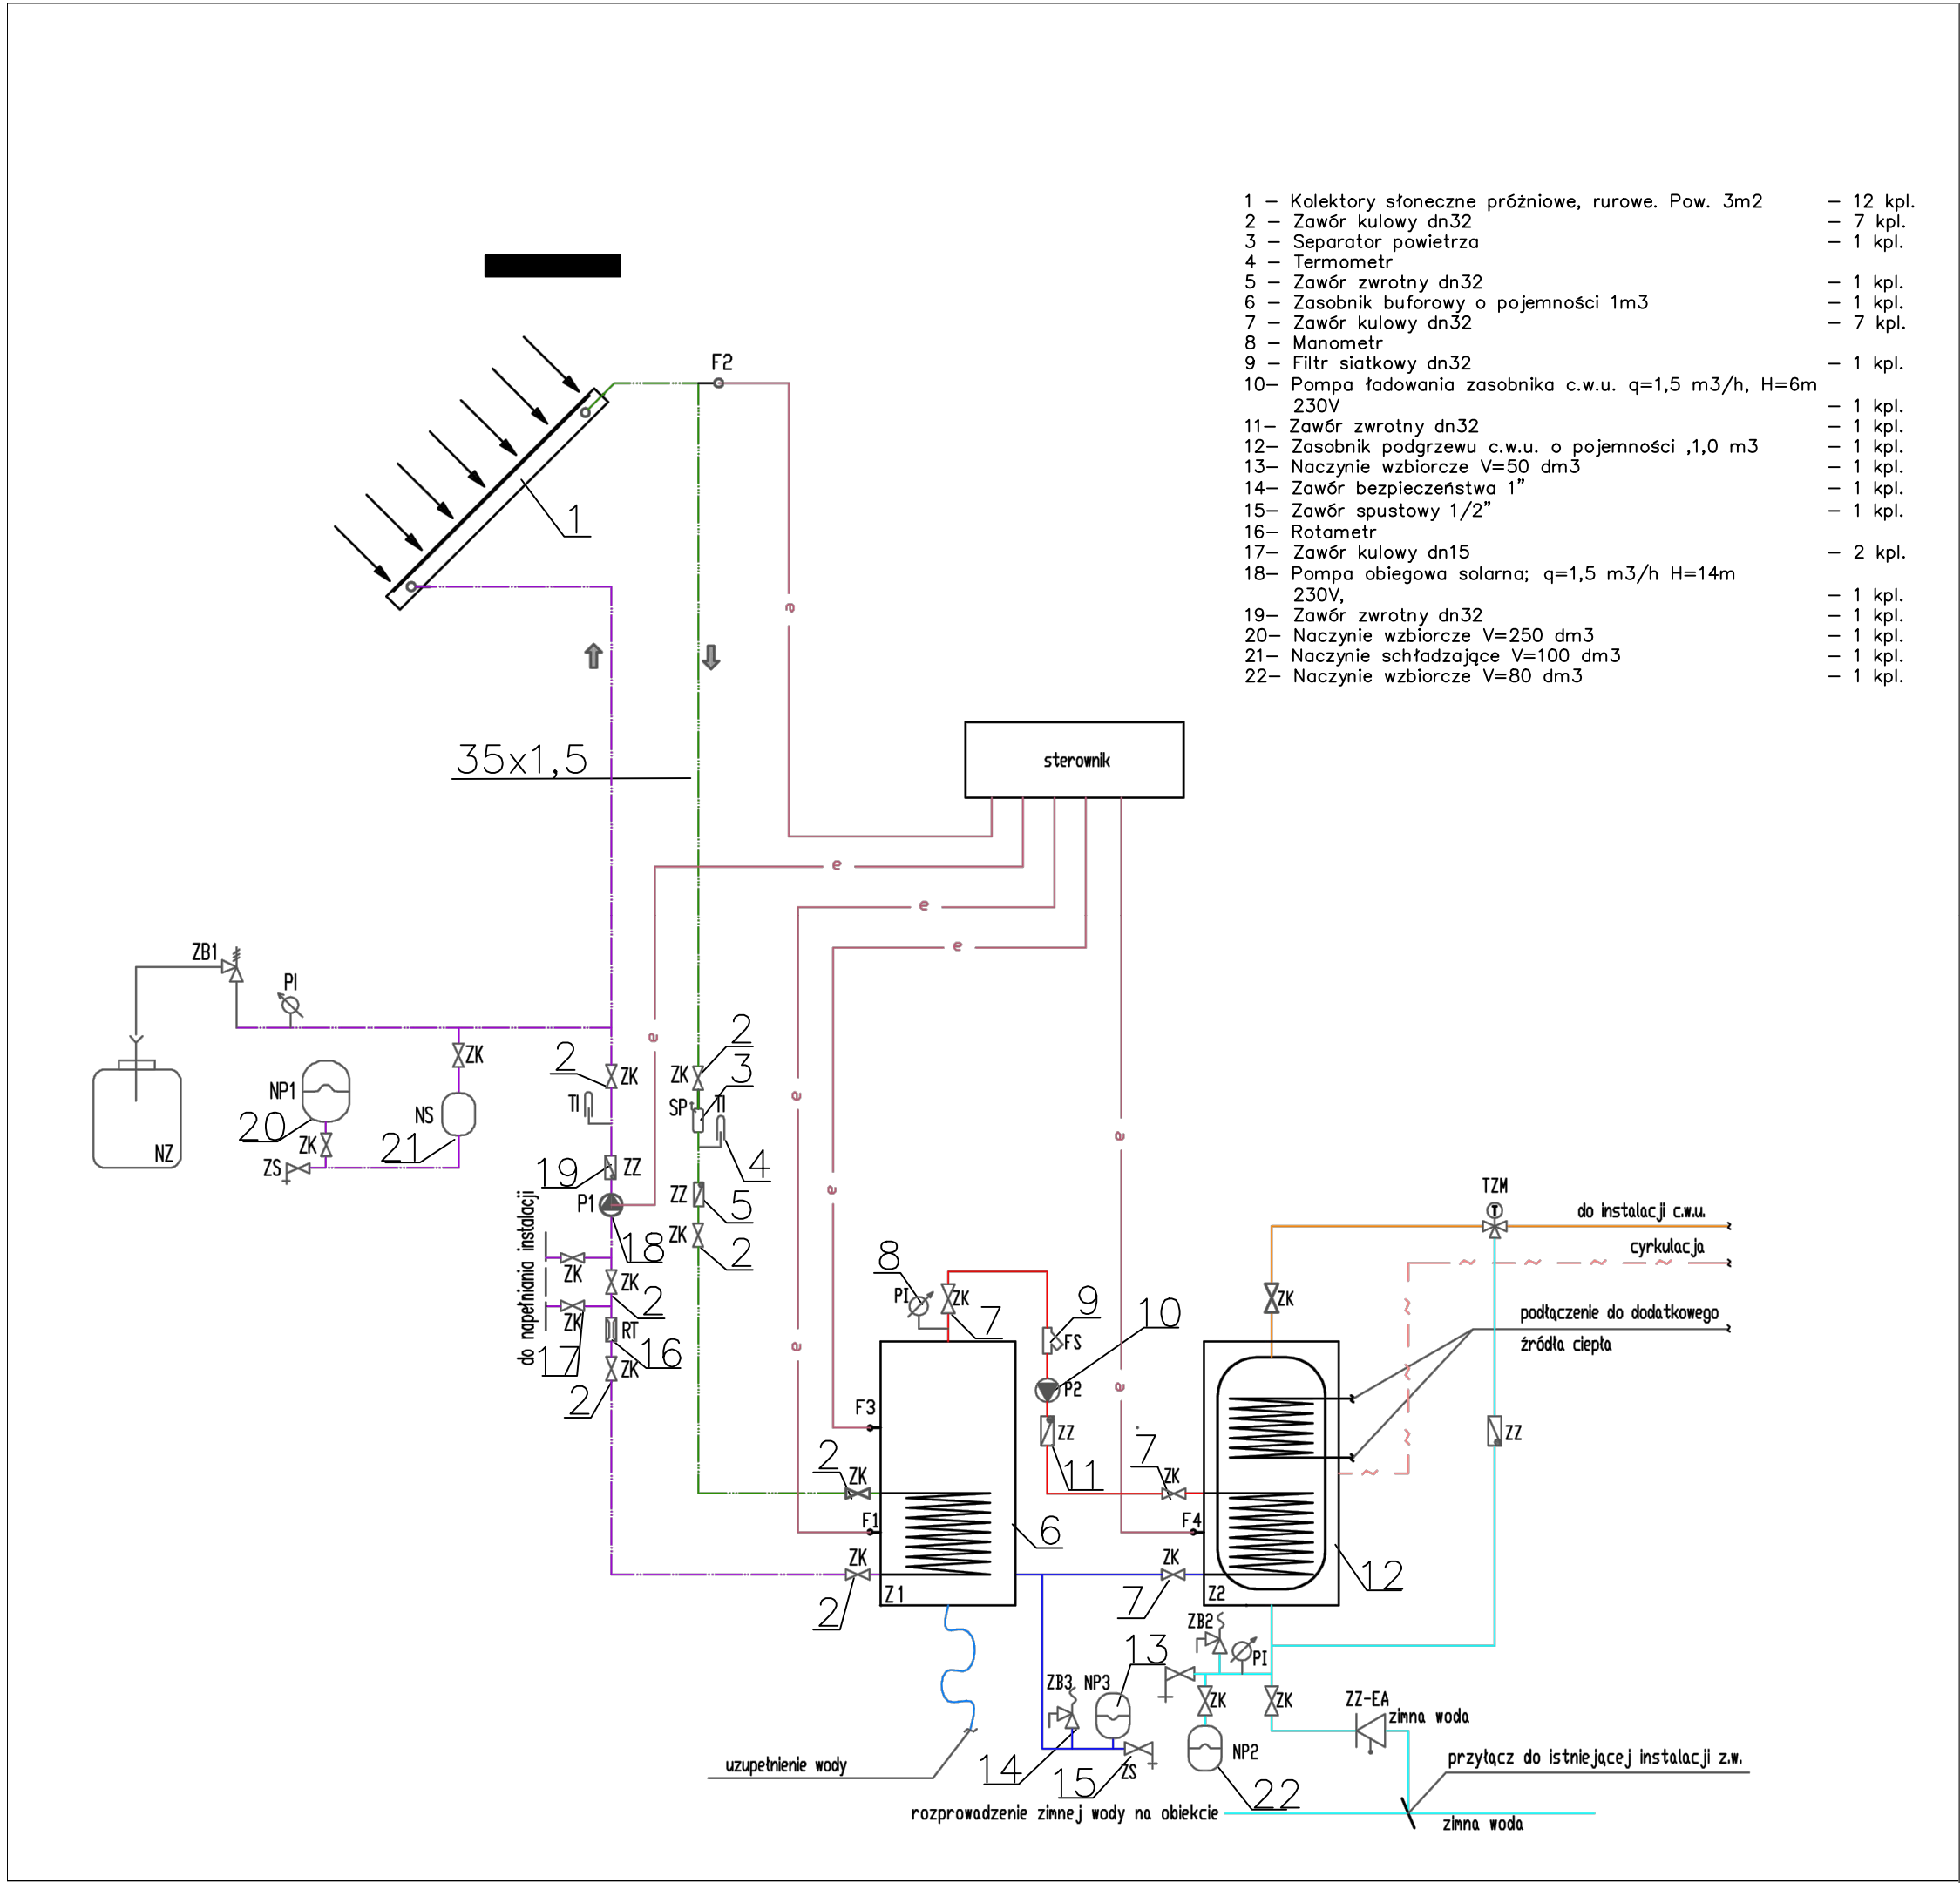 1 – Kolektory słoneczne próżniowe, rurowe. Pow. 3m2 – 12 kpl.
2 – Zawór kulowy dn32 – 7 kpl.
3 – Separator powietrza – 1 kpl.
4 – Termometr
5 – Zawór zwrotny dn32 – 1 kpl.
6 – Zasobnik buforowy o pojemności 1m3 – 1 kpl.
7 – Zawór kulowy dn32 – 7 kpl.
8 – Manometr
9 – Filtr siatkowy dn32 – 1 kpl.
10– Pompa ładowania zasobnika c.w.u. q=1,5 m3/h, H=6m
230V – 1 kpl.
11– Zawór zwrotny dn32 – 1 kpl.
12– Zasobnik podgrzewu c.w.u. o pojemności ,1,0 m3 – 1 kpl.
13– Naczynie wzbiorcze V=50 dm3 – 1 kpl.
14– Zawór bezpieczeństwa 1” – 1 kpl.
15– Zawór spustowy 1/2” – 1 kpl.
16– Rotametr
17– Zawór kulowy dn15 – 2 kpl.
18– Pompa obiegowa solarna; q=1,5 m3/h H=14m
230V, – 1 kpl.
19– Zawór zwrotny dn32 – 1 kpl.
20– Naczynie wzbiorcze V=250 dm3 – 1 kpl.
21– Naczynie schładzające V=100 dm3 – 1 kpl.
22– Naczynie wzbiorcze V=80 dm3 – 1 kpl.
F2
1
e
35x1,5
sterownik
e
e
e
ZB1
PI
e
2
ZK
2
ZK
3
ZK
NP1
NS
TI
SP
TI
e
20
ZK
21
4
e
NZ
ZS
19
ZZ
ZZ
5
e
P1
18
ZK
2
TZM
do instalacji c.w.u.
do napełniania instalacji
ZK
ZK
2
8
PI
ZK
7
9
FS
10
ZK
cyrkulacja
ZK
RT
17
16
ZK
2
e
P2
e
podłączenie do dodatkowego
źródła ciepła
F3
ZZ
11
ZZ
2
ZK
7
ZK
F1
6
F4
ZK
2
Z1
ZK
7
Z2
12
ZB2
13
PI
ZB3
NP3
ZK
ZK
ZZ-EA
zimna woda
uzupełnienie wody
14
15
ZS
NP2
22
przyłącz do istniejącej instalacji z.w.
rozprowadzenie zimnej wody na obiekcie
zimna woda